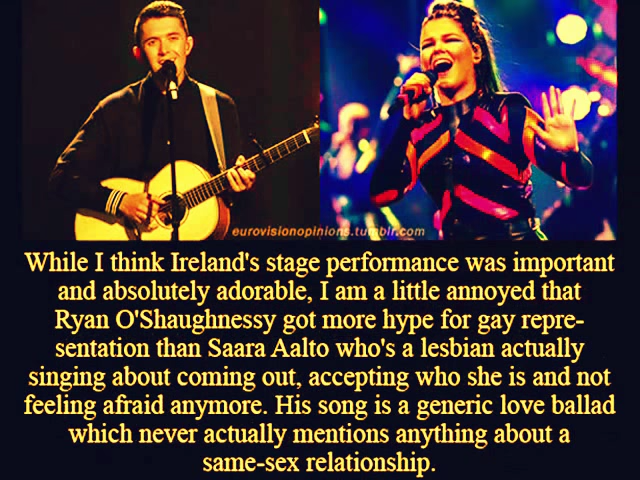 eurovisionopinions.tumblr.com
While I think Ireland's stage performance was important
and absolutely adorable, I am a little annoyed that
Ryan O'Shaughnessy got more hype for gay repre-
sentation than Saara Aalto who's a lesbian actually
singing about coming out, accepting who she is and not
feeling afraid anymore. His song is a generic love ballad
which never actually mentions anything about a
same-sex relationship.